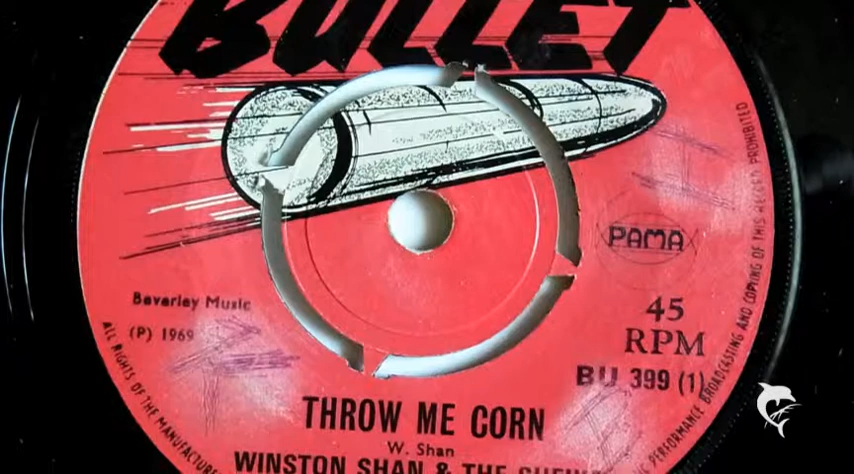 BULLET
PAMA
Beverley Music
(P) 1969
45
RPM
BU 399 (1)
THROW ME CORN
W. Shan
WINSTON SHAN & THE
ALL RIGHTS OF THE MANUFACTURE
PERFORMANCE BROADCASTING AND COPYING OF THIS RECORD PROHIBITED